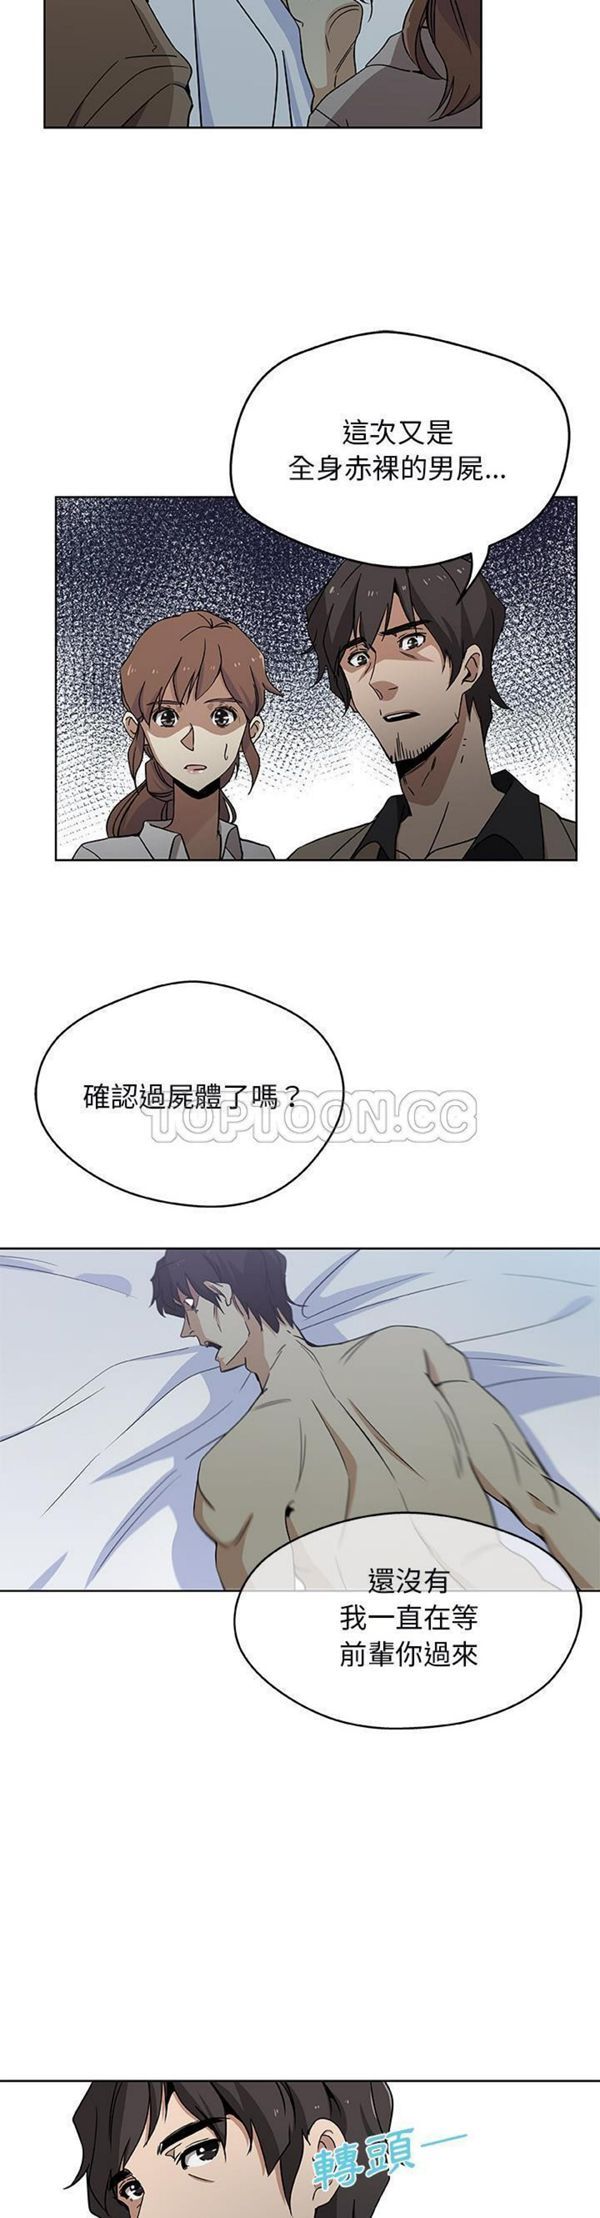 這次又是
全身赤裸的男屍...
確認過屍體了嗎？
TOPTOON.CC
還沒有
我一直在等
前輩你過來
轉頭一